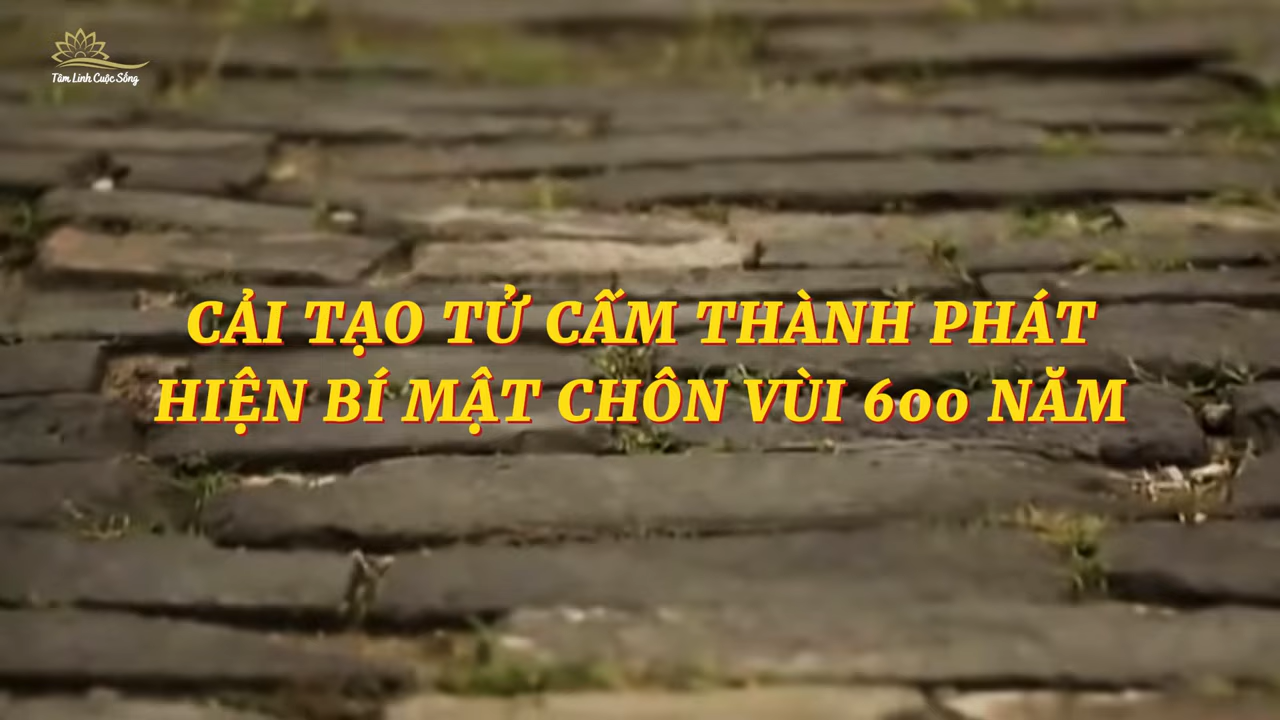 Tâm Linh Cuộc Sống
CẢI TẠO TỬ CẤM THÀNH PHÁT
HIỆN BÍ MẬT CHÔN VÙI 600 NĂM